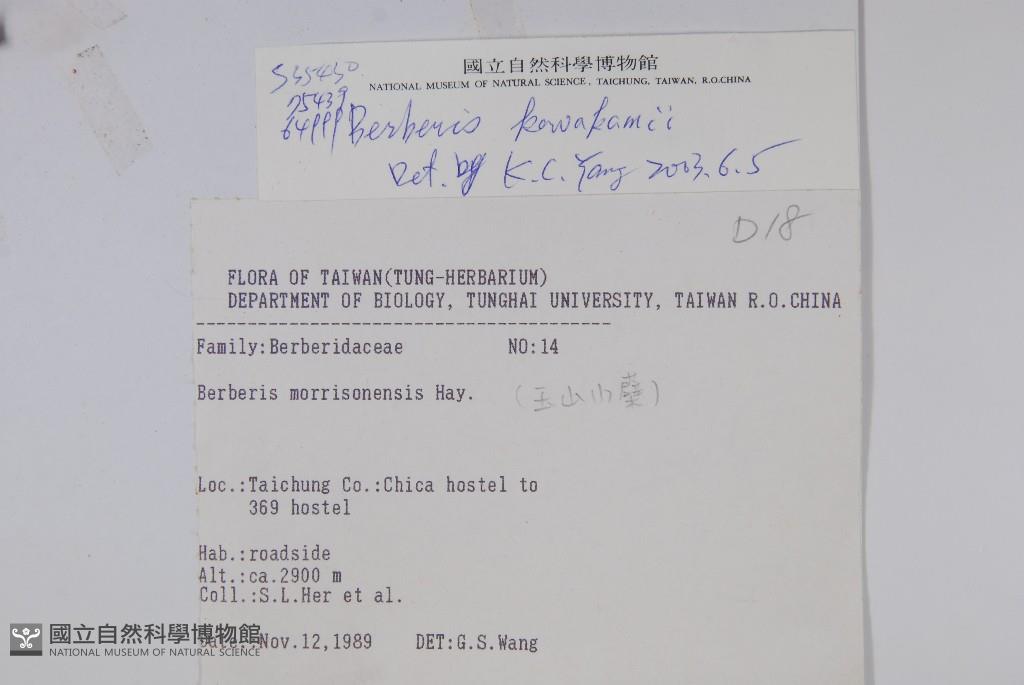 國立自然科學博物館
NATIONAL MUSEUM OF NATURAL SCIENCE, TAICHUNG, TAIWAN, R.O.CHINA
S35430
Berberis kawakamii
Det. by K.C. Yang 2003.6.5
D18
FLORA OF TAIWAN(TUNG-HERBARIUM)
DEPARTMENT OF BIOLOGY, TUNGHAI UNIVERSITY, TAIWAN R.O.CHINA
Family:Berberidaceae NO:14
Berberis morrisonensis Hay. (玉山小蘗)
Loc.:Taichung Co.:Chica hostel to
369 hostel
Hab.:roadside
Alt.:ca.2900 m
Coll.:S.L.Her et al.
Date.:Nov.12,1989 DET:G.S.Wang
國立自然科學博物館
NATIONAL MUSEUM OF NATURAL SCIENCE